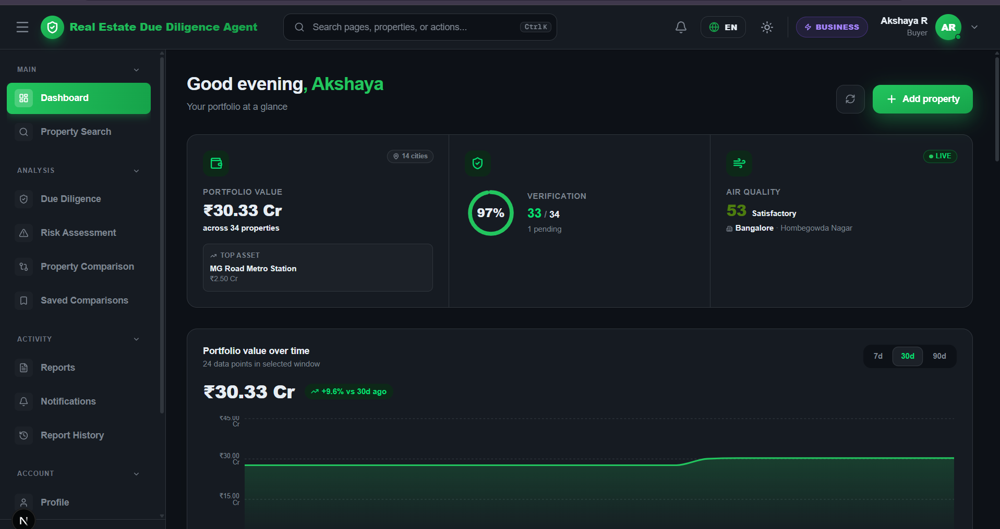 Real Estate Due Diligence Agent
Search pages, properties, or actions...
Ctrl K
EN
BUSINESS
Akshaya R
Buyer
AR
MAIN
Dashboard
Property Search
ANALYSIS
Due Diligence
Risk Assessment
Property Comparison
Saved Comparisons
ACTIVITY
Reports
Notifications
Report History
ACCOUNT
Profile
N
Good evening, Akshaya
Your portfolio at a glance
Add property
14 cities
PORTFOLIO VALUE
₹30.33 Cr
across 34 properties
TOP ASSET
MG Road Metro Station
₹2.50 Cr
97%
VERIFICATION
33 / 34
1 pending
LIVE
AIR QUALITY
53 Satisfactory
Bangalore · Hombegowda Nagar
Portfolio value over time
24 data points in selected window
7d 30d 90d
₹30.33 Cr
+9.6% vs 30d ago
₹45.00
Cr
₹30.00
Cr
₹15.00
Cr